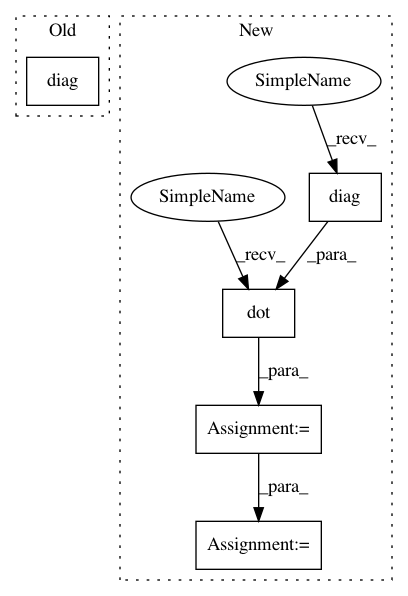 Old
New
diag
SimpleName
_recv_
SimpleName
diag
_recv_
_para_
dot
_para_
Assignment:=
_para_
Assignment:=